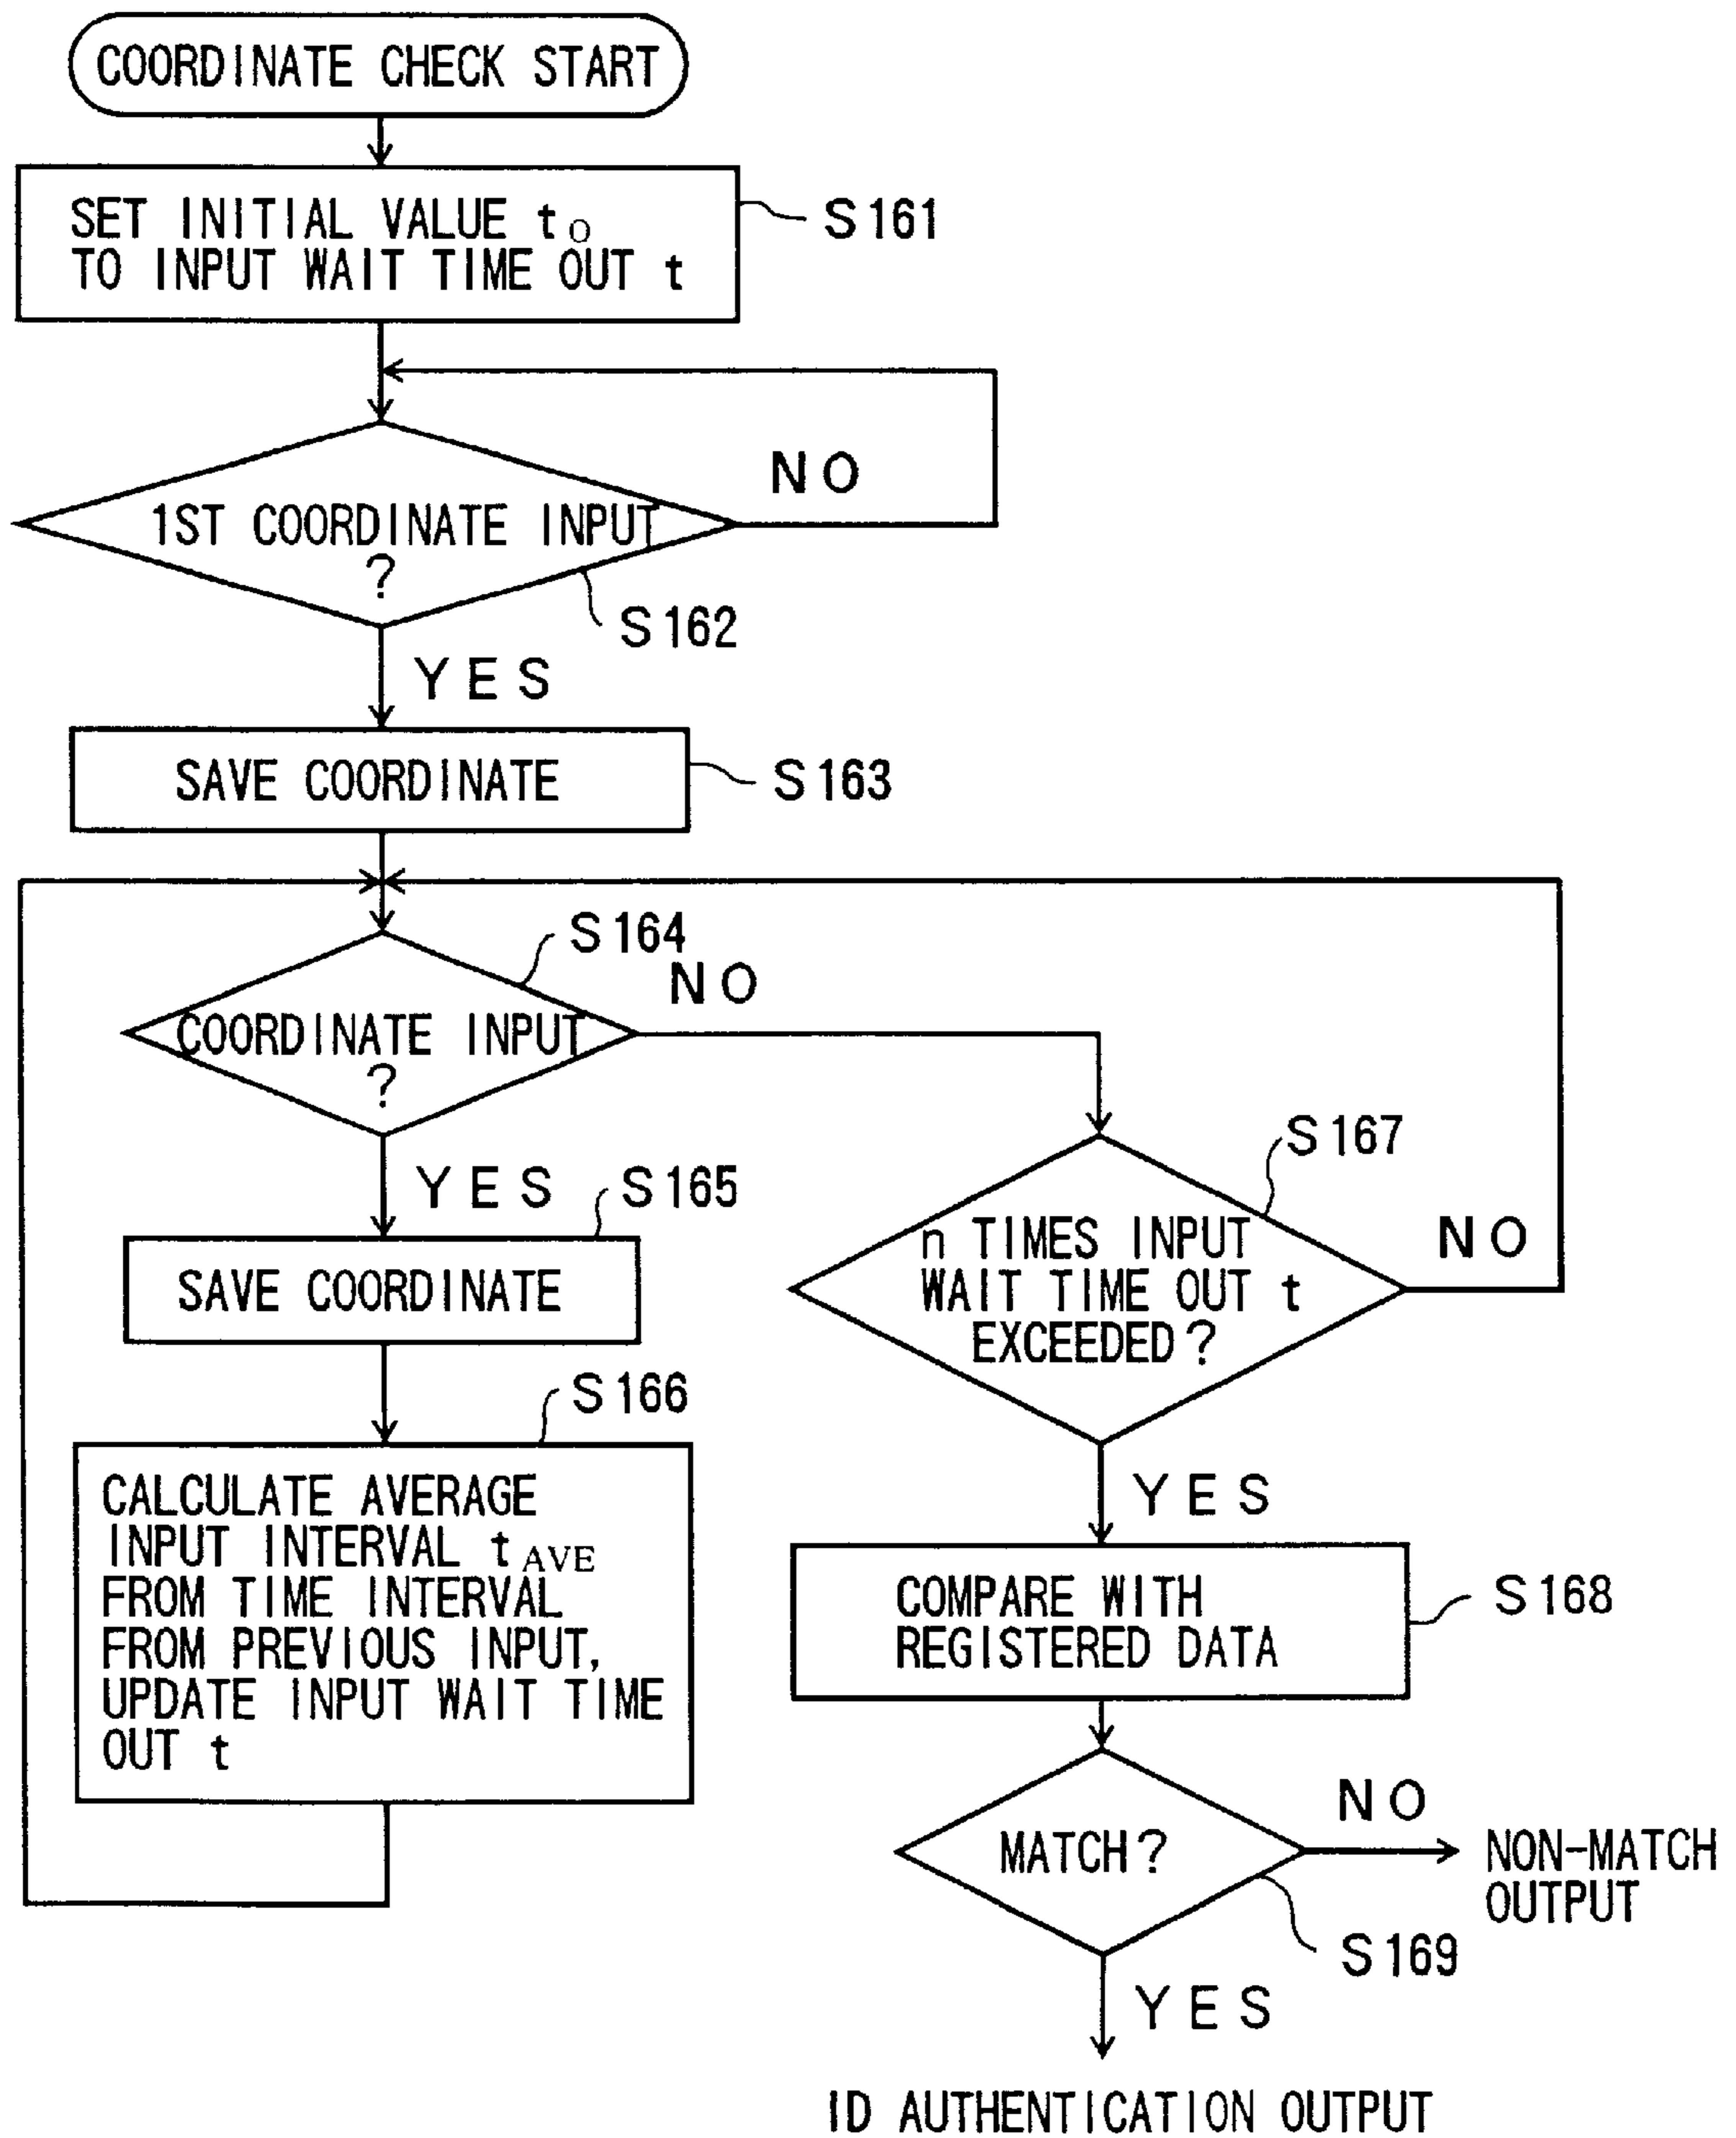 COORDINATE CHECK START
SET INITIAL VALUE t₀
TO INPUT WAIT TIME OUT t
S161
NO
1ST COORDINATE INPUT
?
S162
YES
SAVE COORDINATE
S163
S164
NO
COORDINATE INPUT
?
YES
S165
SAVE COORDINATE
S166
CALCULATE AVERAGE
INPUT INTERVAL tAVE
FROM TIME INTERVAL
FROM PREVIOUS INPUT,
UPDATE INPUT WAIT TIME
OUT t
S167
n TIMES INPUT
WAIT TIME OUT t
EXCEEDED?
NO
YES
COMPARE WITH
REGISTERED DATA
S168
MATCH?
NO
NON-MATCH
OUTPUT
S169
YES
ID AUTHENTICATION OUTPUT